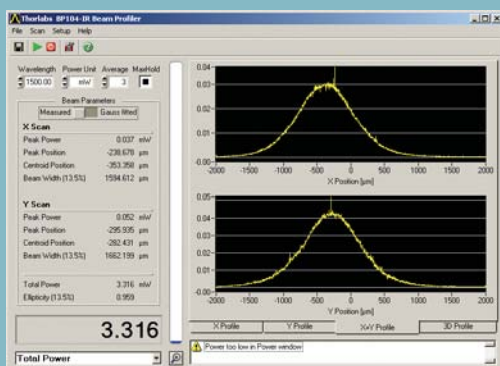 Thorlabs BP104-IR Beam Profiler
File Scan Setup Help
Wavelength Power Unit Average MaxHold
1500.00 mW 3
Beam Parameters
Measured Gauss fitted
X Scan
Peak Power 0.037 mW
Peak Position -238.678 µm
Centroid Position -353.358 µm
Beam Width (13.5%) 1594.612 µm
Y Scan
Peak Power 0.052 mW
Peak Position -295.935 µm
Centroid Position -282.431 µm
Beam Width (13.5%) 1662.199 µm
Total Power 3.316 mW
Ellipticity (13.5%) 0.959
3.316
Total Power
0.04
0.03
0.02
0.01
-0.00
-2000 -1500 -1000 -500 0 500 1000 1500 2000
X Position [µm]
0.05
0.04
0.03
0.02
0.01
-0.00
-2000 -1500 -1000 -500 0 500 1000 1500 2000
Y Position [µm]
X Profile Y Profile X+Y Profile 3D Profile
Power too low in Power window